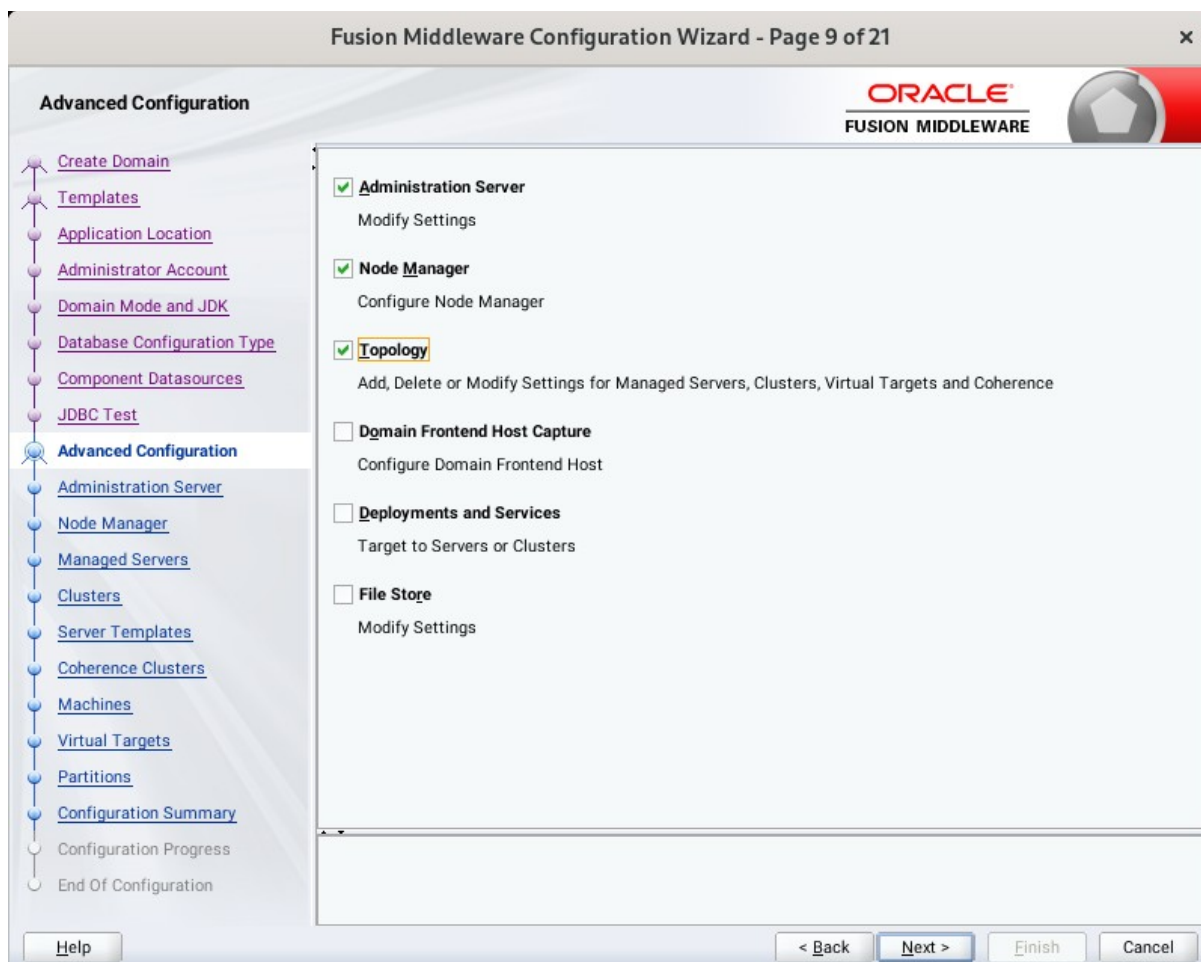 Fusion Middleware Configuration Wizard - Page 9 of 21
Advanced Configuration
ORACLE
FUSION MIDDLEWARE
Create Domain
Templates
Application Location
Administrator Account
Domain Mode and JDK
Database Configuration Type
Component Datasources
JDBC Test
Advanced Configuration
Administration Server
Node Manager
Managed Servers
Clusters
Server Templates
Coherence Clusters
Machines
Virtual Targets
Partitions
Configuration Summary
Configuration Progress
End Of Configuration
Administration Server
Modify Settings
Node Manager
Configure Node Manager
Topology
Add, Delete or Modify Settings for Managed Servers, Clusters, Virtual Targets and Coherence
Domain Frontend Host Capture
Configure Domain Frontend Host
Deployments and Services
Target to Servers or Clusters
File Store
Modify Settings
Help
< Back
Next >
Finish
Cancel